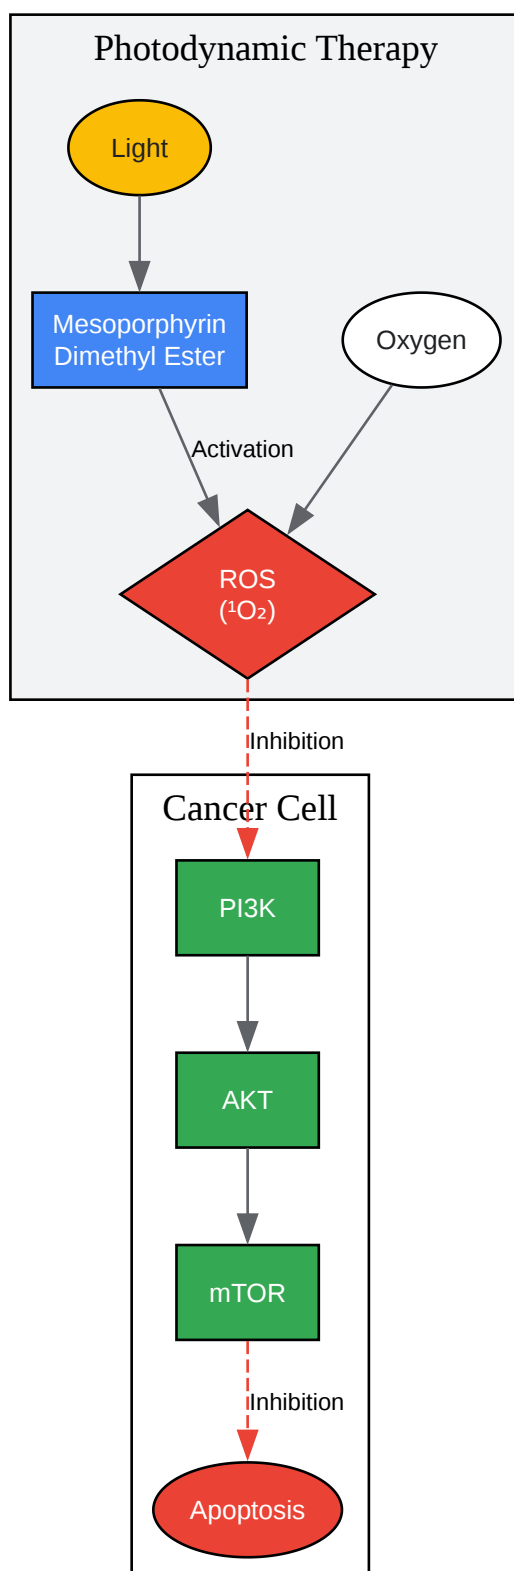 Photodynamic Therapy
Light
Mesoporphyrin
Dimethyl Ester
Oxygen
Activation
ROS
(¹O₂)
Inhibition
Cancer Cell
PI3K
AKT
mTOR
Inhibition
Apoptosis